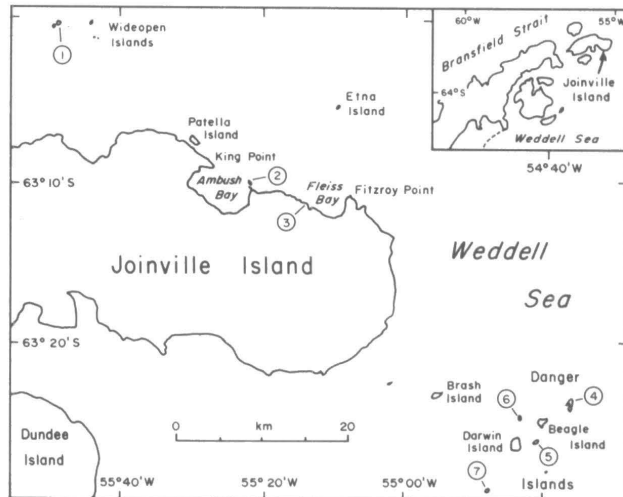 Wideopen
Islands
1
60°W
55°W
Bransfield Strait
Joinville
Island
64°S
Weddell Sea
54°40'W
Etna
Island
Patella
Island
King Point
2
63°10'S
Ambush
Bay
Fleiss
Bay
Fitzroy Point
3
Joinville Island
Weddell
Sea
63°20'S
Danger
Brash
Island
6
4
Beagle
Island
Darwin
Island
5
7
Islands
0
km
20
Dundee
Island
55°40'W
55°20'W
55°00'W